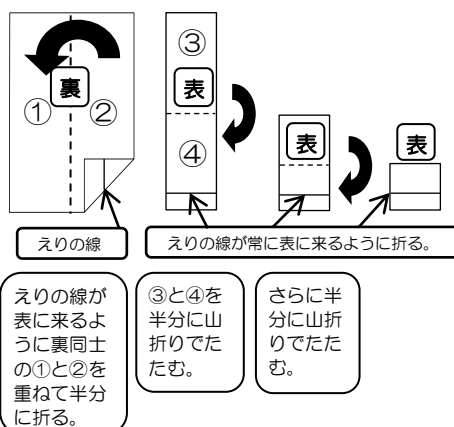 裏
① ②
③
表
④
表
表
えりの線
えりの線が常に表に来るように折る。
えりの線が
表に来るよ
うに裏同士
の①と②を
重ねて半分
に折る。
③と④を
半分に山
折りでた
たむ。
さらに半
分に山折
りでたた
む。